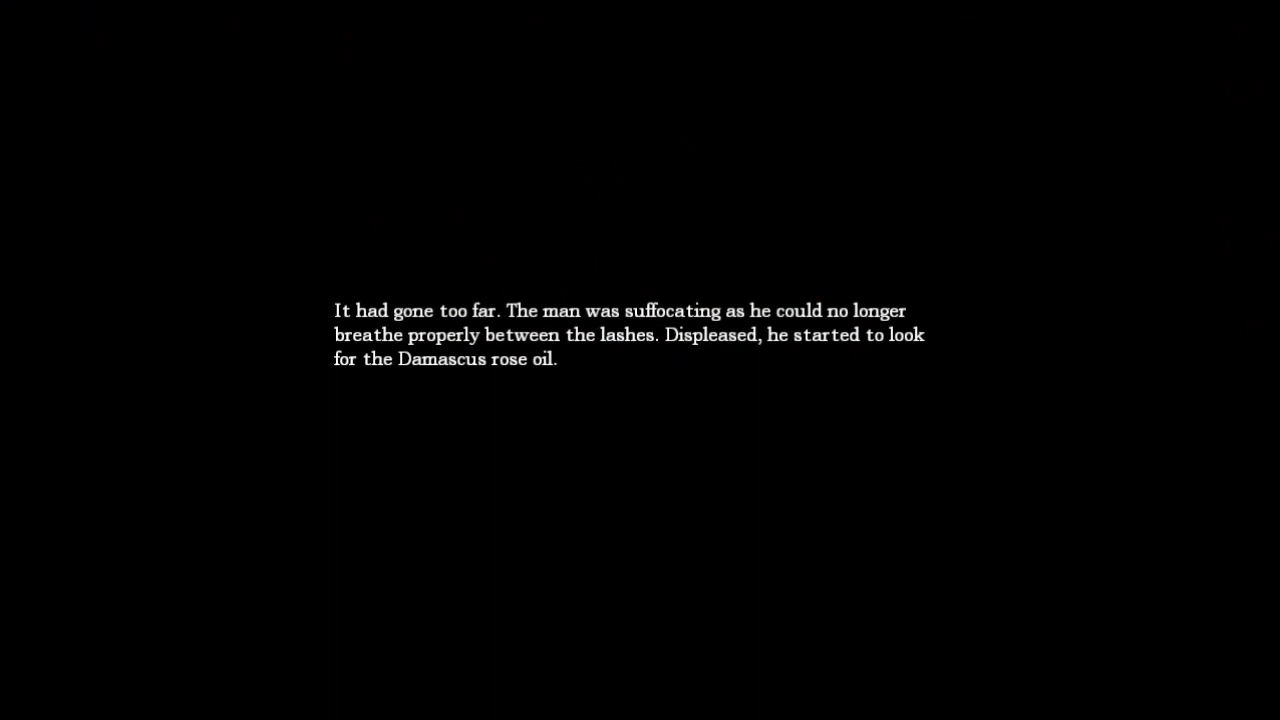 It had gone too far. The man was suffocating as he could no longer
breathe properly between the lashes. Displeased, he started to look
for the Damascus rose oil.